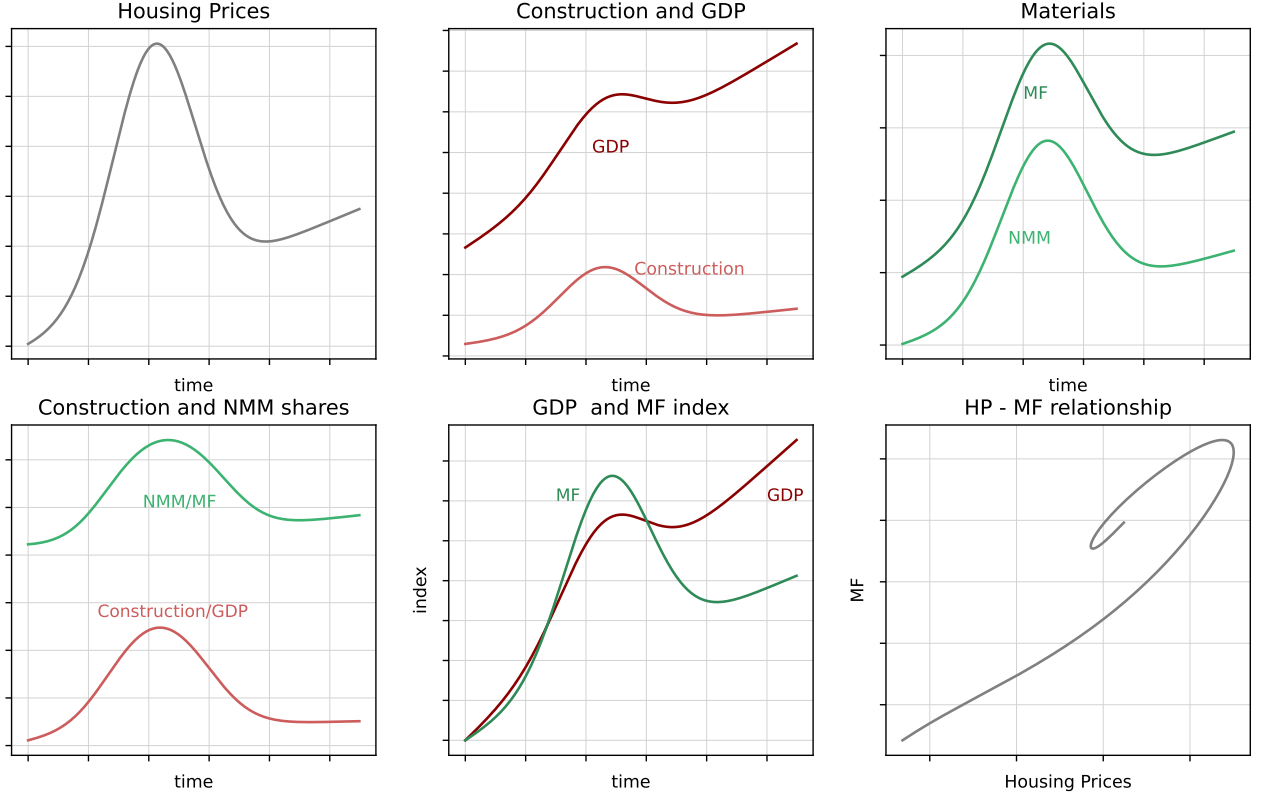 Housing Prices
time
Construction and GDP
GDP
Construction
time
Materials
MF
NMM
time
Construction and NMM shares
NMM/MF
Construction/GDP
time
GDP  and MF index
MF
GDP
index
time
HP - MF relationship
MF
Housing Prices